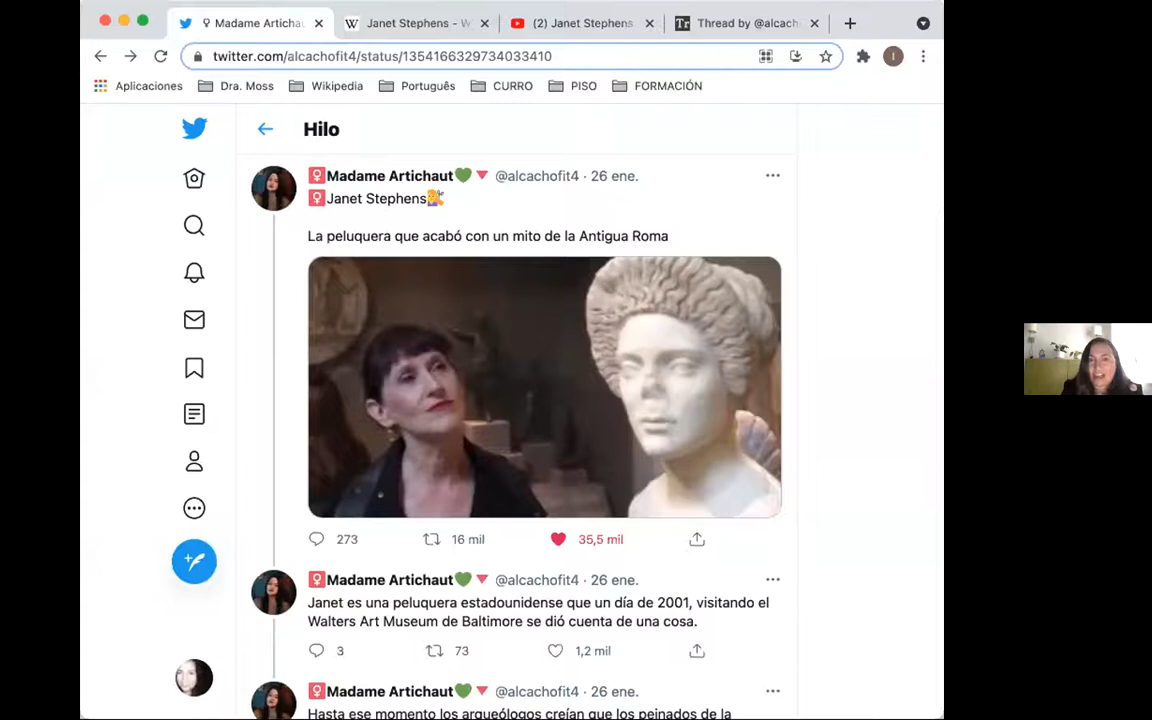 Madame Artichau
Janet Stephens - W
(2) Janet Stephens
Thread by @alcach
twitter.com/alcachofit4/status/1354166329734033410
Aplicaciones
Dra. Moss
Wikipedia
Português
CURRO
PISO
FORMACIÓN
Hilo
Madame Artichaut @alcachofit4 · 26 ene.
Janet Stephens
La peluquera que acabó con un mito de la Antigua Roma
273
16 mil
35,5 mil
Madame Artichaut @alcachofit4 · 26 ene.
Janet es una peluquera estadounidense que un día de 2001, visitando el
Walters Art Museum de Baltimore se dió cuenta de una cosa.
3
73
1,2 mil
Madame Artichaut @alcachofit4 · 26 ene.
Hasta ese momento los arqueólogos creían que los peinados de la